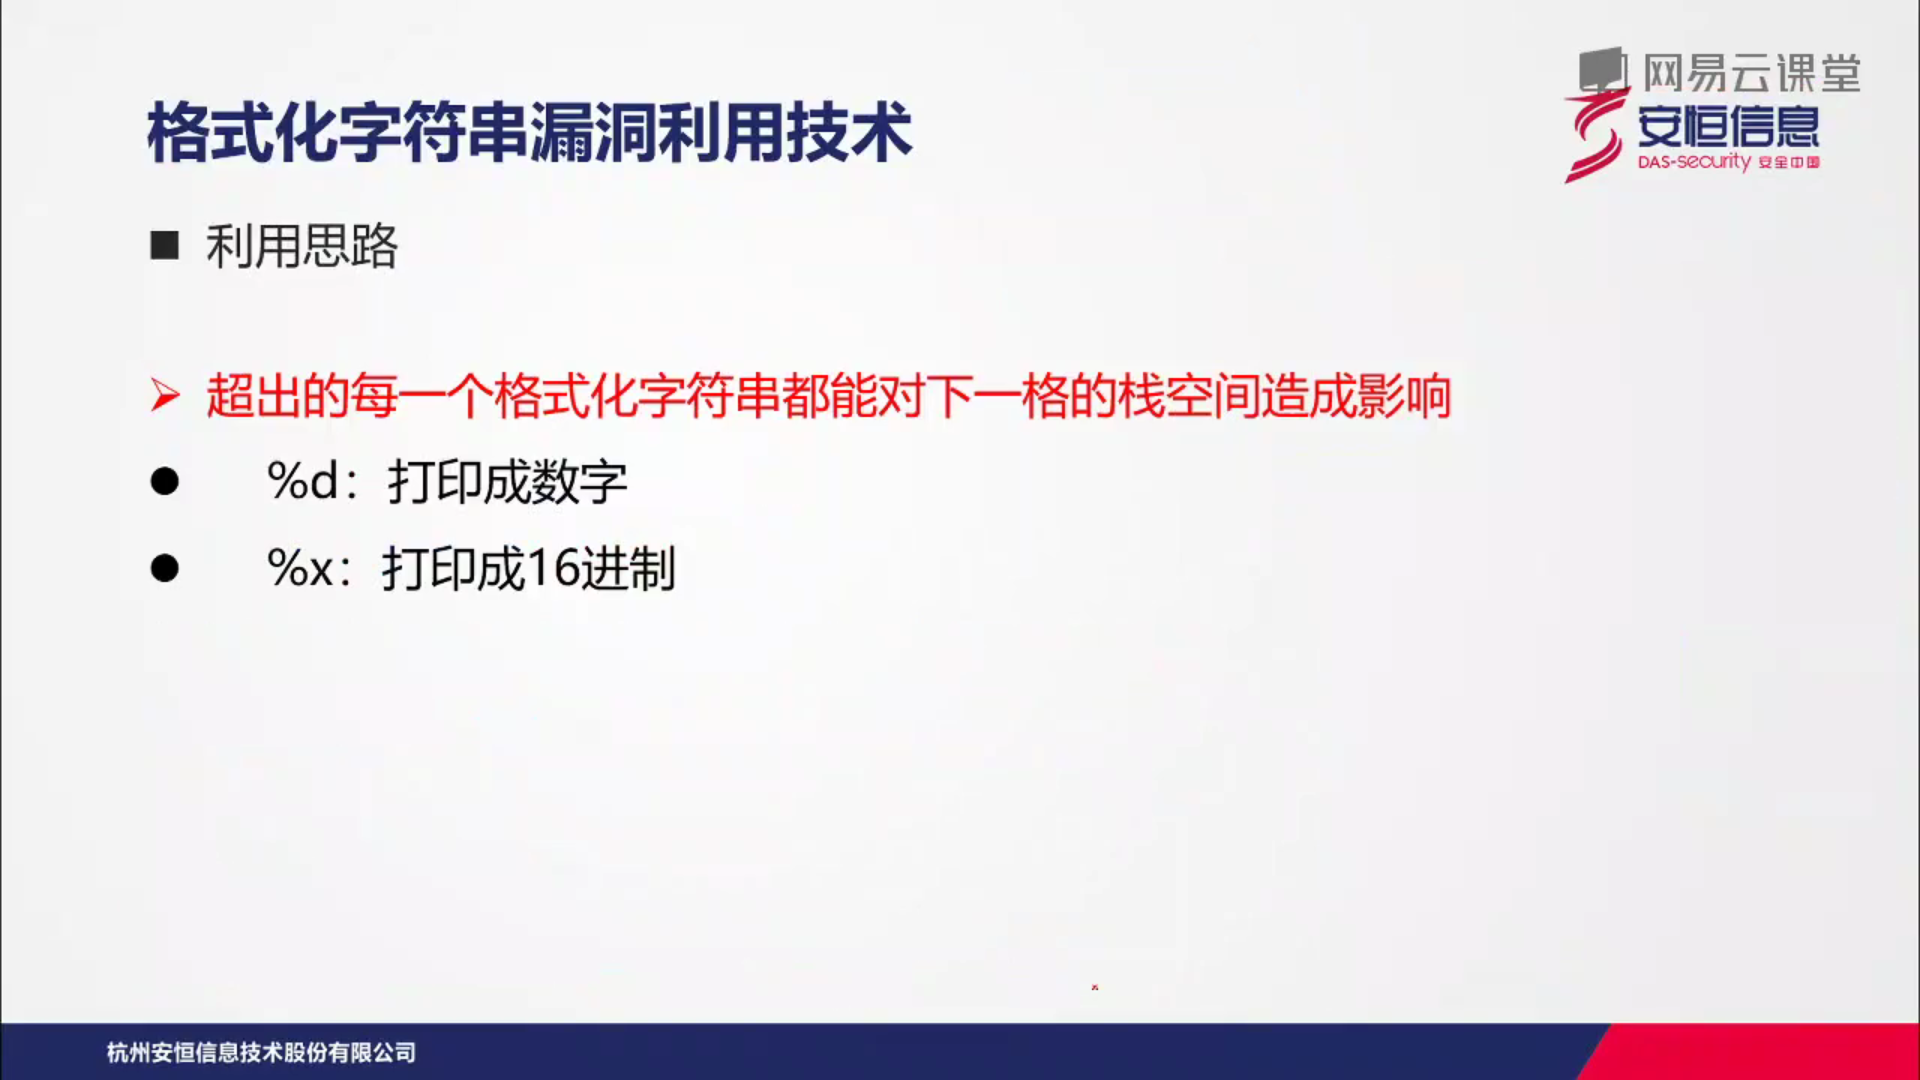 网易云课堂
安恒信息
DAS-security 安全中国
格式化字符串漏洞利用技术
利用思路
超出的每一个格式化字符串都能对下一格的栈空间造成影响
%d：打印成数字
%x：打印成16进制
杭州安恒信息技术股份有限公司